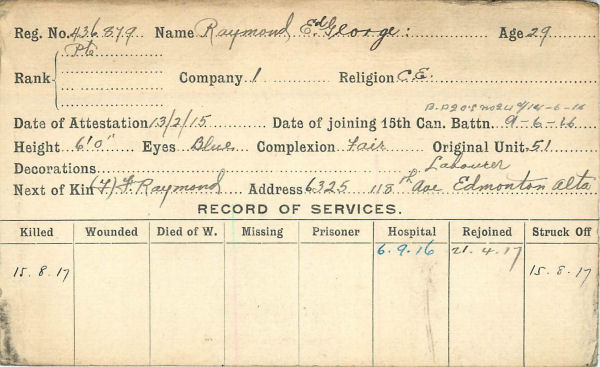 Reg. No. 436879 Name Raymond Ed George: Age 29
Pte
Rank Company 1 Religion C.E.
Date of Attestation 13/2/15 Date of joining 15th Can. Battn. 9-6-16
Height 6'0" Eyes Blue Complexion Fair Original Unit 51
Decorations Labourer
Next of Kin (F) F. Raymond Address 6325 118th Ave Edmonton Alta
RECORD OF SERVICES.
Killed Wounded Died of W. Missing Prisoner Hospital Rejoined Struck Off
6.9.16 21.4.17
15.8.17 15.8.17